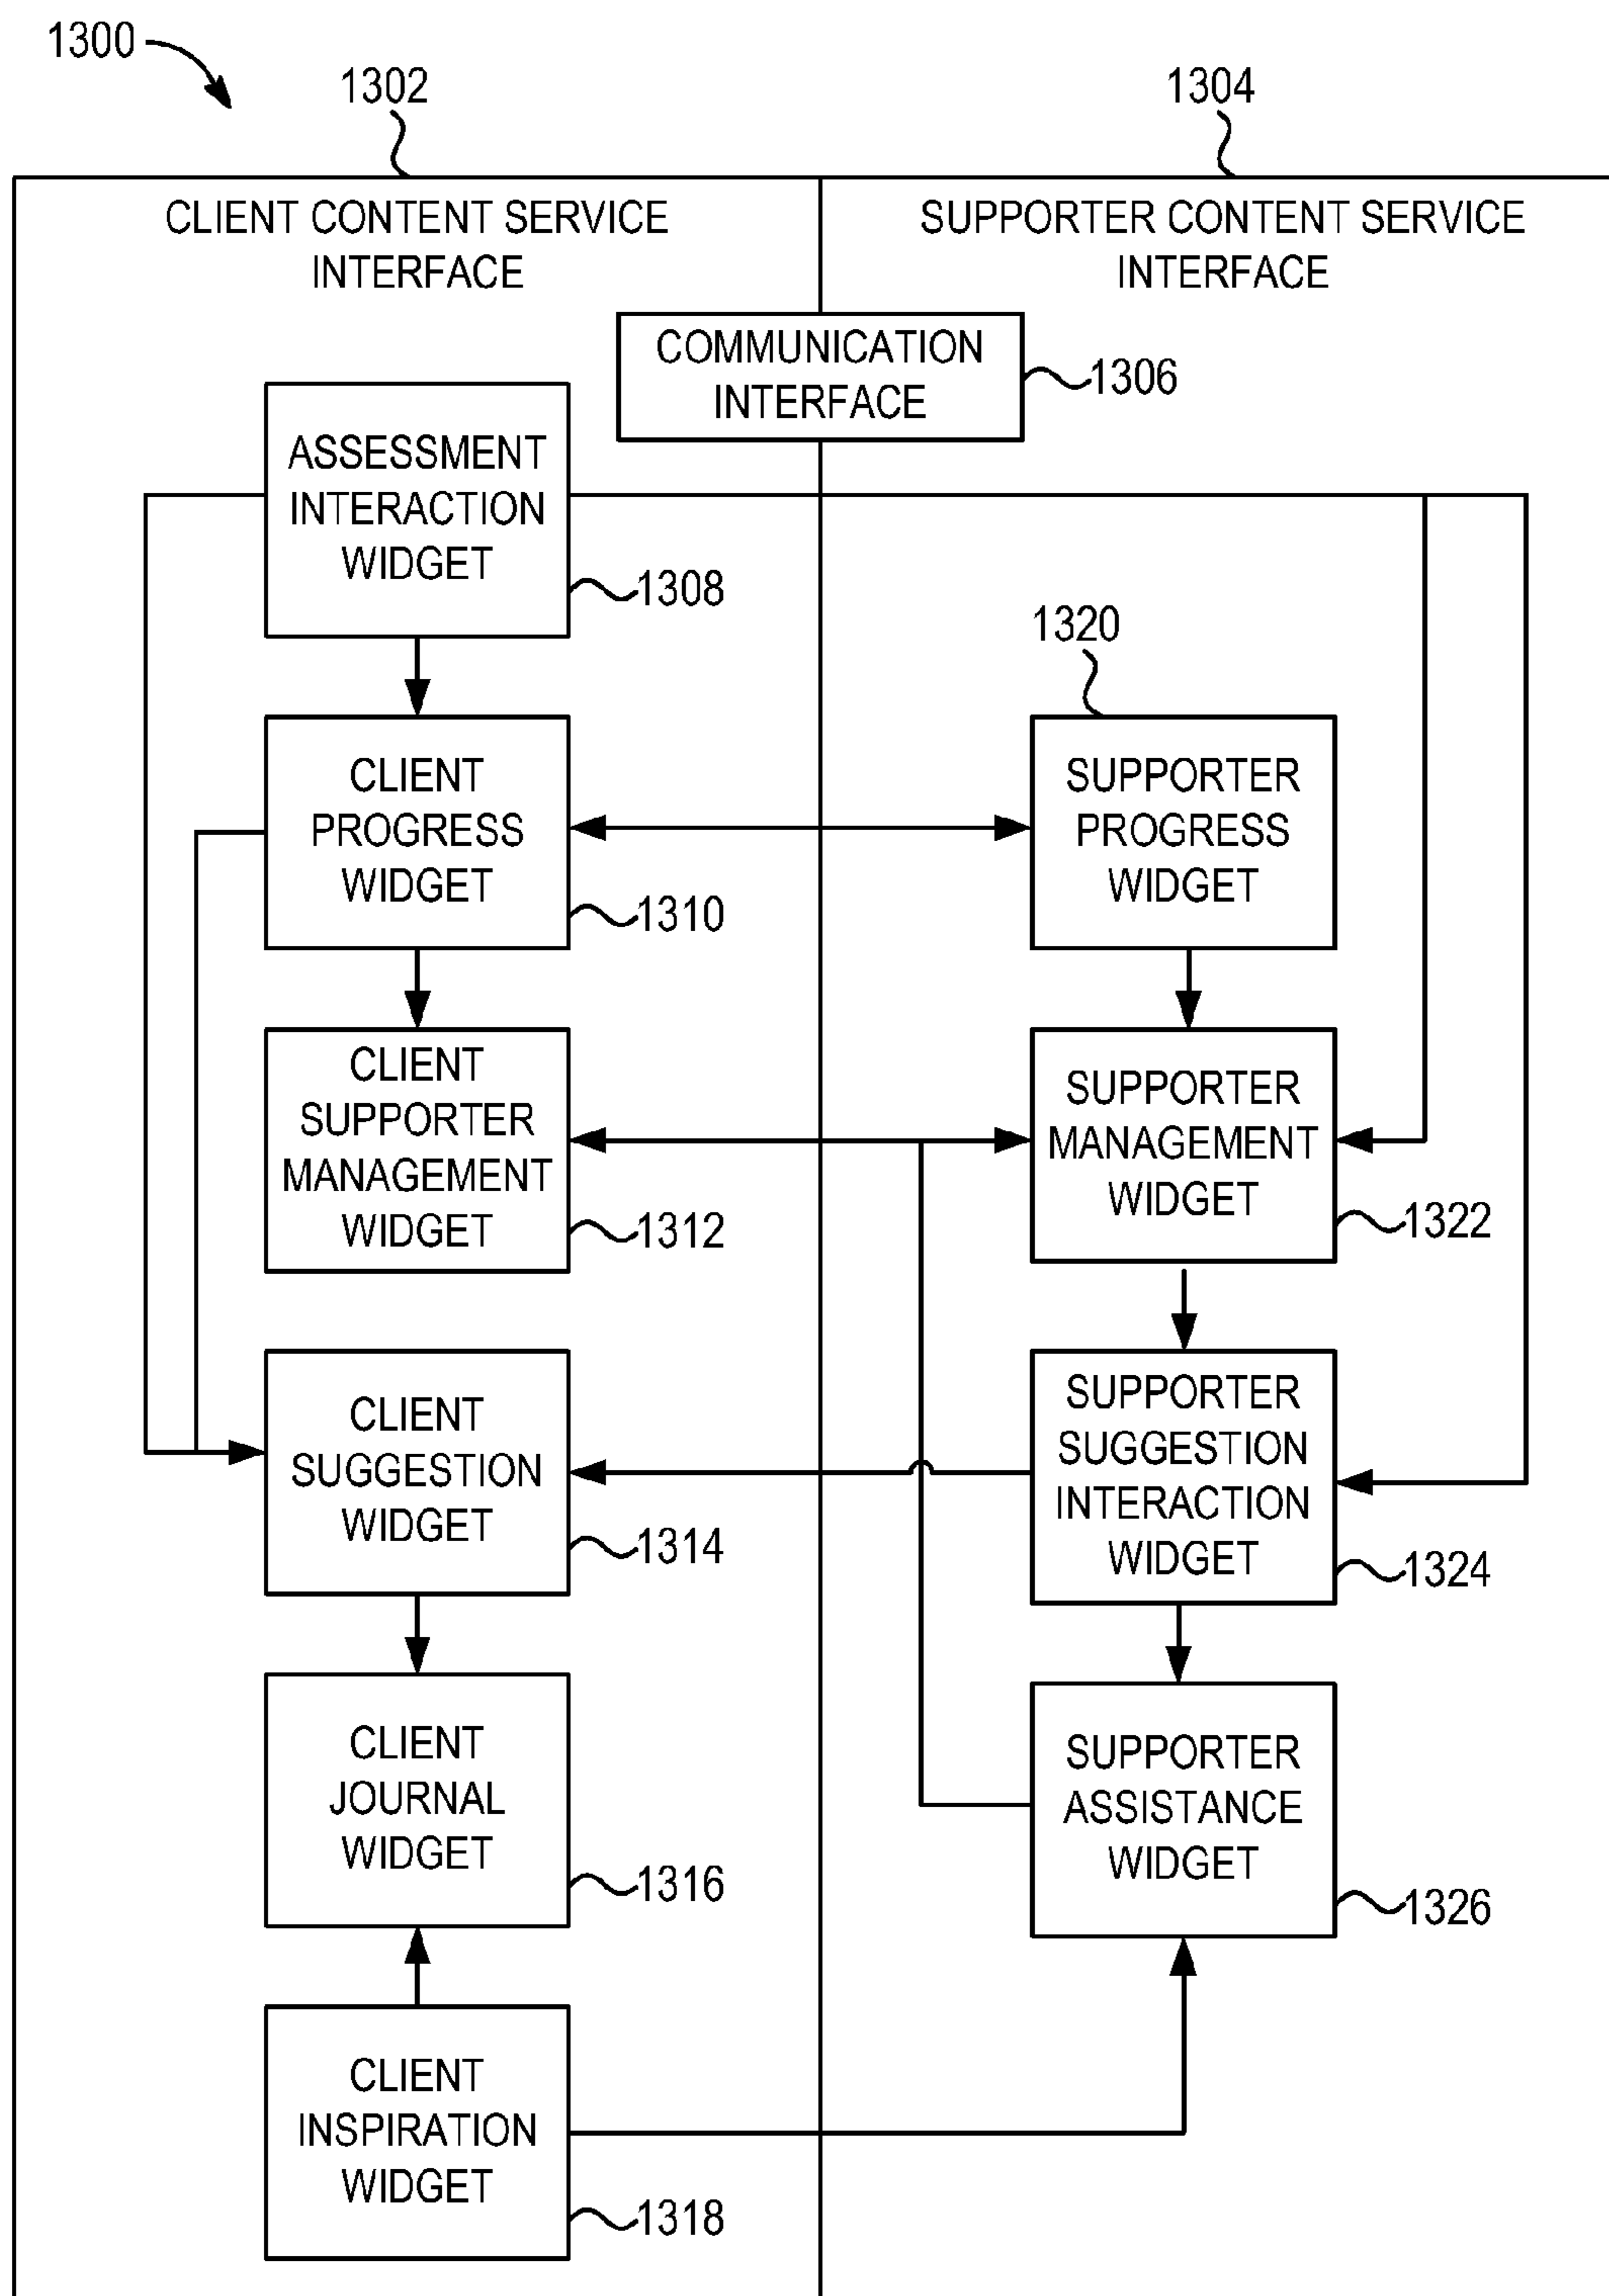 1300
1302
1304
CLIENT CONTENT SERVICE
INTERFACE
SUPPORTER CONTENT SERVICE
INTERFACE
COMMUNICATION
INTERFACE
1306
ASSESSMENT
INTERACTION
WIDGET
1308
1320
CLIENT
PROGRESS
WIDGET
1310
SUPPORTER
PROGRESS
WIDGET
CLIENT
SUPPORTER
MANAGEMENT
WIDGET
1312
SUPPORTER
MANAGEMENT
WIDGET
1322
CLIENT
SUGGESTION
WIDGET
1314
SUPPORTER
SUGGESTION
INTERACTION
WIDGET
1324
CLIENT
JOURNAL
WIDGET
1316
SUPPORTER
ASSISTANCE
WIDGET
1326
CLIENT
INSPIRATION
WIDGET
1318